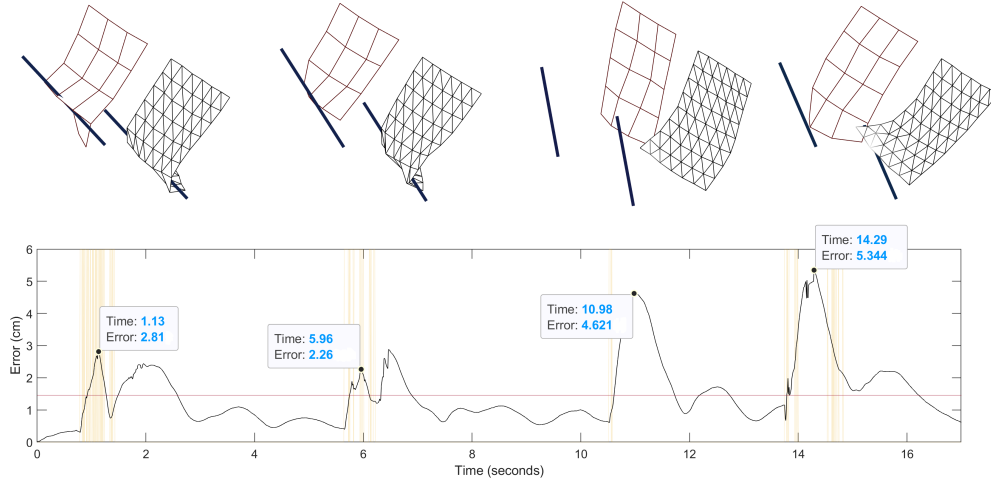 Time: 14.29
Error: 5.344
Time: 10.98
Error: 4.621
Time: 1.13
Error: 2.81
Time: 5.96
Error: 2.26
Error (cm)
6
5
4
3
2
1
0
0 2 4 6 8 10 12 14 16
Time (seconds)